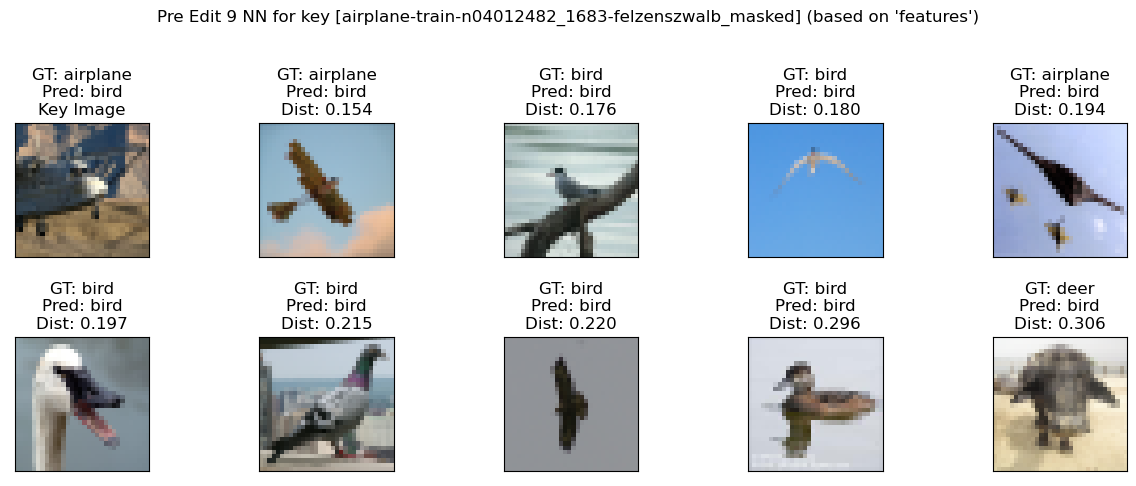 Pre Edit 9 NN for key [airplane-train-n04012482_1683-felzenszwalb_masked] (based on 'features')
GT: airplane
Pred: bird
Key Image
GT: airplane
Pred: bird
Dist: 0.154
GT: bird
Pred: bird
Dist: 0.176
GT: bird
Pred: bird
Dist: 0.180
GT: airplane
Pred: bird
Dist: 0.194
GT: bird
Pred: bird
Dist: 0.197
GT: bird
Pred: bird
Dist: 0.215
GT: bird
Pred: bird
Dist: 0.220
GT: bird
Pred: bird
Dist: 0.296
GT: deer
Pred: bird
Dist: 0.306